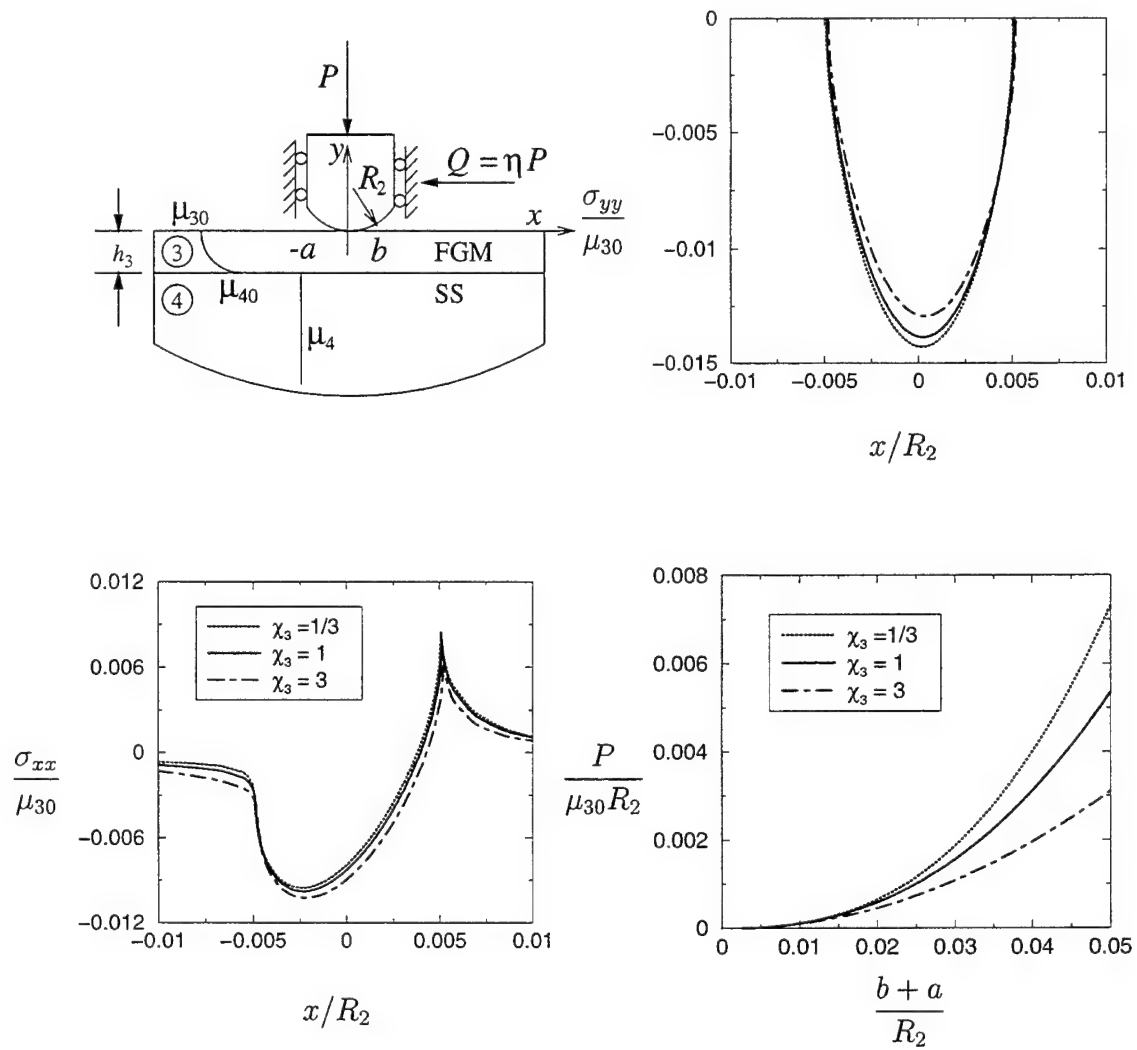 P
y
R₂
Q = ηP
μ₃₀
x
h₃
③
-a
b
FGM
④
μ₄₀
SS
μ₄
σ_yy / μ₃₀
0
−0.005
−0.01
−0.015
−0.01 −0.005 0 0.005 0.01
x/R₂
σ_xx / μ₃₀
0.012
0.006
0
−0.006
−0.012
χ₃ =1/3
χ₃ = 1
χ₃ = 3
−0.01 −0.005 0 0.005 0.01
x/R₂
P / μ₃₀R₂
0.008
0.006
0.004
0.002
0
χ₃ =1/3
χ₃ = 1
χ₃ = 3
0 0.01 0.02 0.03 0.04 0.05
b + a / R₂